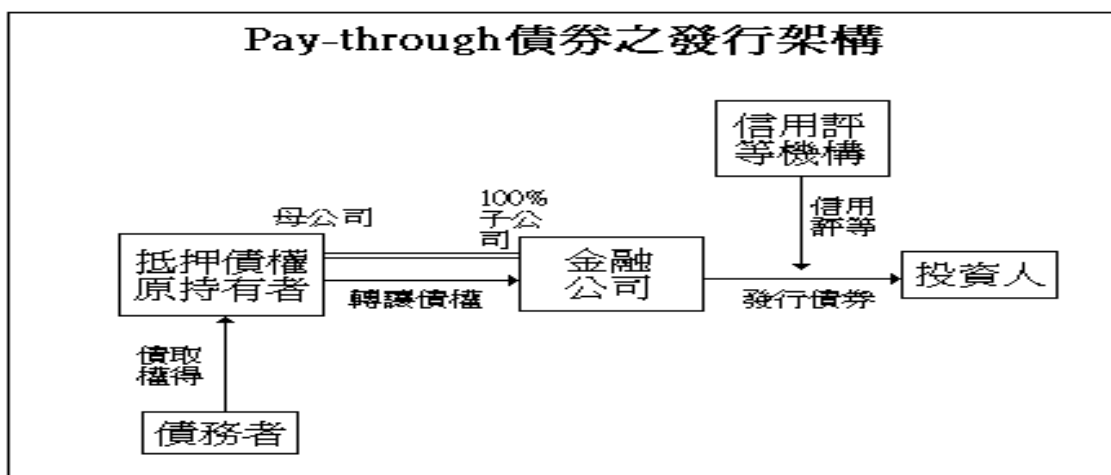 Pay-through債券之發行架構
信用評
等機構
信用
評等
母公司
100%
子公
司
抵押債權
原持有者
轉讓債權
金融
公司
發行債券
投資人
債取
權得
債務者